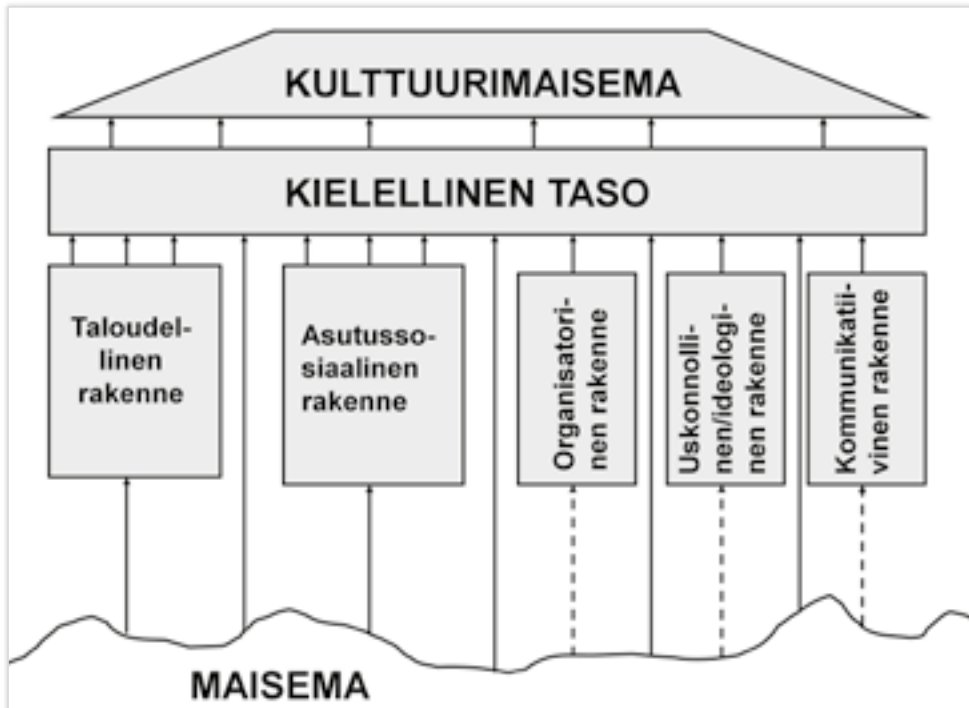 KULTTUURIMAISEMA
KIELELLINEN TASO
Taloudel-
linen
rakenne
Asutusso-
siaalinen
rakenne
Organisatori-
nen rakenne
Uskonnolli-
nen/ideologi-
nen rakenne
Kommunikatii-
vinen rakenne
MAISEMA